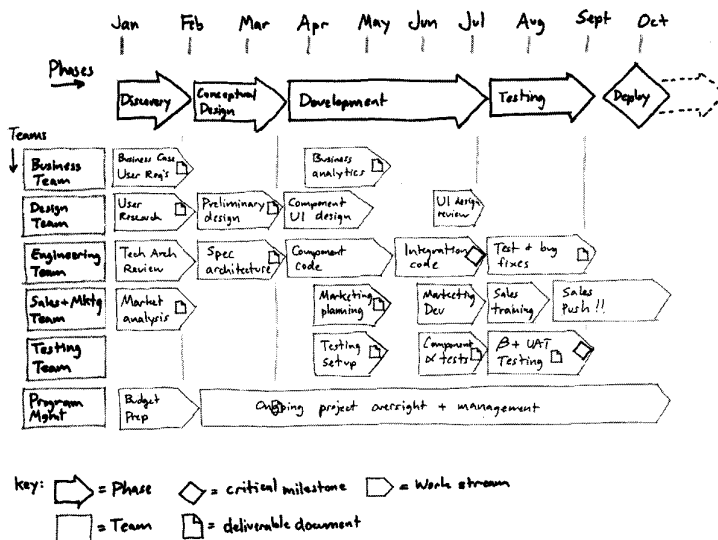 Jan Feb Mar Apr May Jun Jul Aug Sept Oct
Phases
Discovery
Conceptual
Design
Development
Testing
Deploy
Teams
Business
Team
Business Case
User Req's
Business
analytics
Design
Team
User
Research
Preliminary
design
Component
UI design
UI design
review
Engineering
Team
Tech Arch
Review
Spec
architecture
Component
code
Integration
code
Test + bug
fixes
Sales+Mktg
Team
Market
analysis
Marketing
planning
Marketing
Dev
Sales
training
Sales
Push!!
Testing
Team
Testing
Setup
Component
α tests
β + UAT
Testing
Program
Mgmt
Budget
Prep
Ongoing project oversight + management
key: = Phase = critical milestone = Work stream
= Team = deliverable document